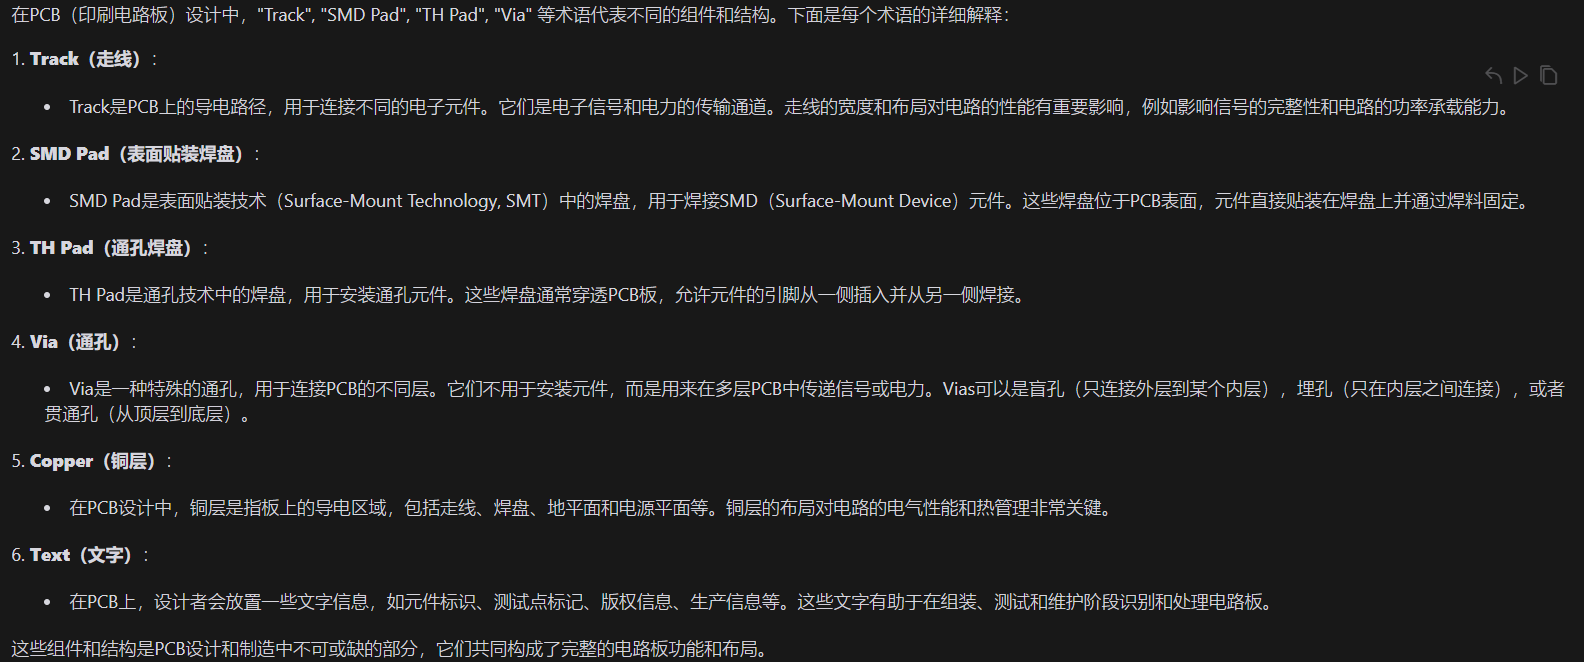 在PCB（印刷电路板）设计中，"Track", "SMD Pad", "TH Pad", "Via" 等术语代表不同的组件和结构。下面是每个术语的详细解释：
1. Track（走线）：
• Track是PCB上的导电路径，用于连接不同的电子元件。它们是电子信号和电力的传输通道。走线的宽度和布局对电路的性能有重要影响，例如影响信号的完整性和电路的功率承载能力。
2. SMD Pad（表面贴装焊盘）：
• SMD Pad是表面贴装技术（Surface-Mount Technology, SMT）中的焊盘，用于焊接SMD（Surface-Mount Device）元件。这些焊盘位于PCB表面，元件直接贴装在焊盘上并通过焊料固定。
3. TH Pad（通孔焊盘）：
• TH Pad是通孔技术中的焊盘，用于安装通孔元件。这些焊盘通常穿透PCB板，允许元件的引脚从一侧插入并从另一侧焊接。
4. Via（通孔）：
• Via是一种特殊的通孔，用于连接PCB的不同层。它们不用于安装元件，而是用来在多层PCB中传递信号或电力。Vias可以是盲孔（只连接外层到某个内层），埋孔（只在内层之间连接），或者
贯通孔（从顶层到底层）。
5. Copper（铜层）：
• 在PCB设计中，铜层是指板上的导电区域，包括走线、焊盘、地平面和电源平面等。铜层的布局对电路的电气性能和热管理非常关键。
6. Text（文字）：
• 在PCB上，设计者会放置一些文字信息，如元件标识、测试点标记、版权信息、生产信息等。这些文字有助于在组装、测试和维护阶段识别和处理电路板。
这些组件和结构是PCB设计和制造中不可或缺的部分，它们共同构成了完整的电路板功能和布局。